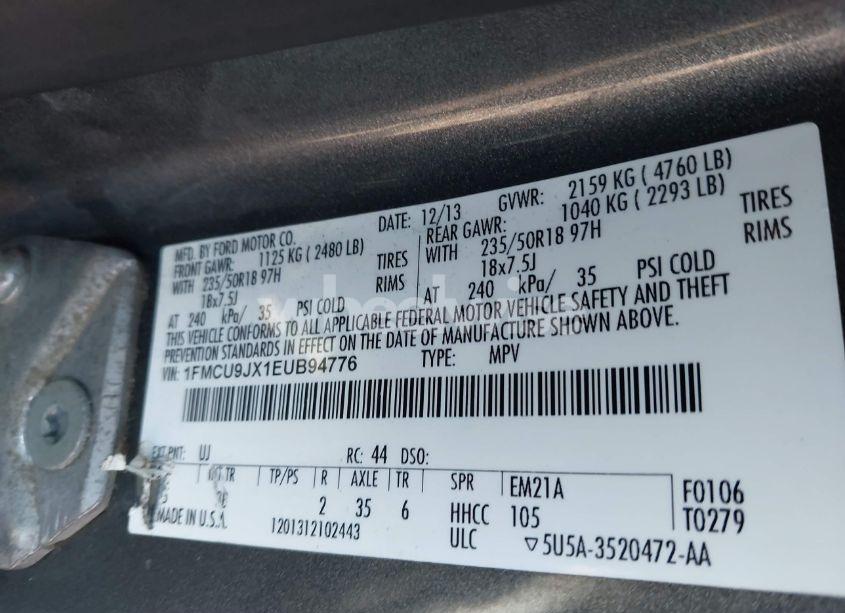 MFD. BY FORD MOTOR CO. DATE: 12/13 GVWR: 2159 KG ( 4760 LB)
FRONT GAWR: 1125 KG ( 2480 LB) REAR GAWR: 1040 KG ( 2293 LB)
WITH 235/50R18 97H TIRES WITH 235/50R18 97H TIRES
18x7.5J RIMS 18x7.5J RIMS
AT 240 kPa/ 35 PSI COLD AT 240 kPa/ 35 PSI COLD
THIS VEHICLE CONFORMS TO ALL APPLICABLE FEDERAL MOTOR VEHICLE SAFETY AND THEFT
PREVENTION STANDARDS IN EFFECT ON THE DATE OF MANUFACTURE SHOWN ABOVE.
VIN: 1FMCU9JX1EUB94776 TYPE: MPV
EXT PNT: UJ RC: 44 DSO:
INT TR TP/PS R AXLE TR SPR EM21A F0106
2 35 6 HHCC 105 T0279
MADE IN U.S.A. 1201312102443 ULC ▽5U5A-3520472-AA